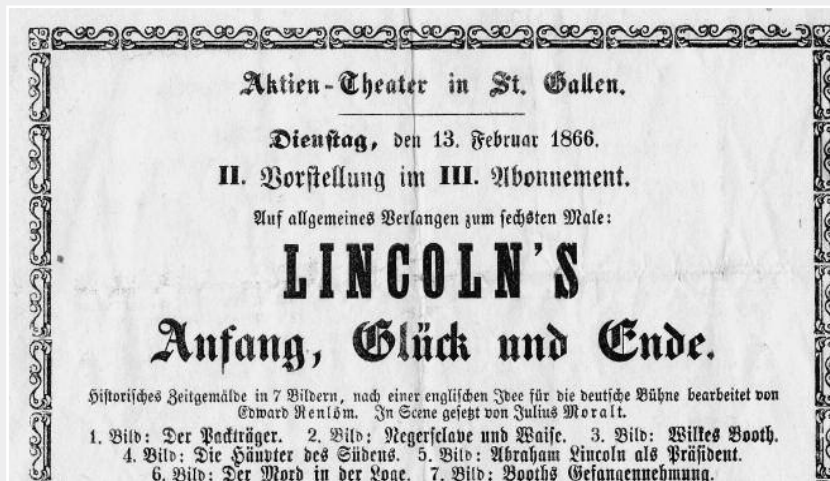 Aktien-Theater in St. Gallen.
Dienstag, den 13. Februar 1866.
II. Vorstellung im III. Abonnement.
Auf allgemeines Verlangen zum sechsten Male:
LINCOLN'S
Anfang, Glück und Ende.
Historisches Zeitgemälde in 7 Bildern, nach einer englischen Idee für die deutsche Bühne bearbeitet von
Edward Renlöm. In Scene gesetzt von Julius Moralt.
1. Bild: Der Packträger. 2. Bild: Negersclave und Waise. 3. Bild: Wilkes Booth.
4. Bild: Die Häupter des Südens. 5. Bild: Abraham Lincoln als Präsident.
6. Bild: Der Mord in der Loge. 7. Bild: Booths Gefangennehmung.